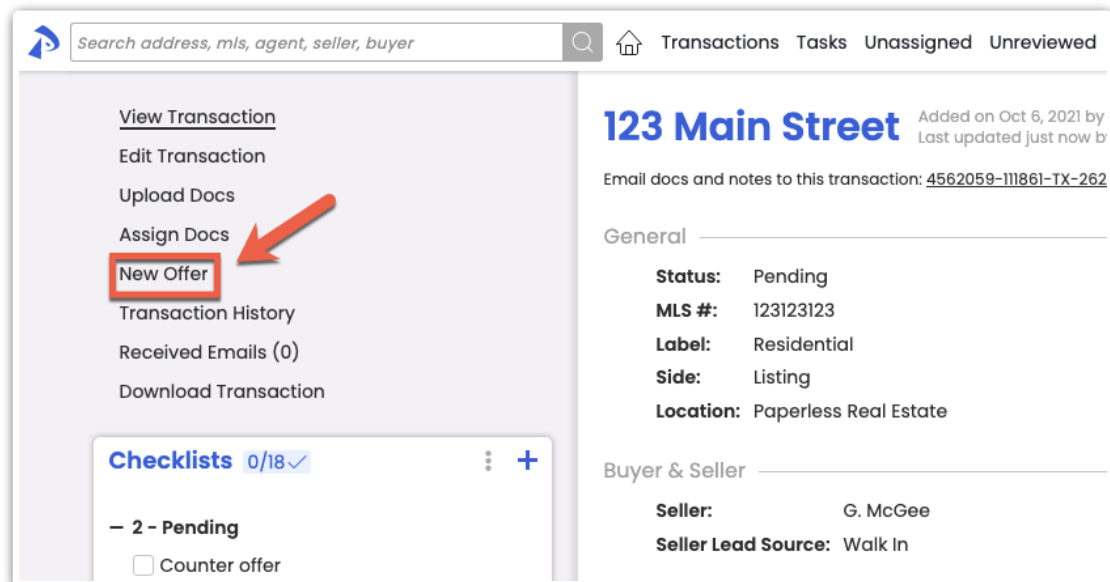 Search address, mls, agent, seller, buyer
Transactions Tasks Unassigned Unreviewed
View Transaction
Edit Transaction
Upload Docs
Assign Docs
New Offer
Transaction History
Received Emails (0)
Download Transaction
Checklists 0/18
2 - Pending
Counter offer
123 Main Street
Added on Oct 6, 2021 by
Last updated just now by
Email docs and notes to this transaction: 4562059-111861-TX-262
General
Status: Pending
MLS #: 123123123
Label: Residential
Side: Listing
Location: Paperless Real Estate
Buyer & Seller
Seller: G. McGee
Seller Lead Source: Walk In